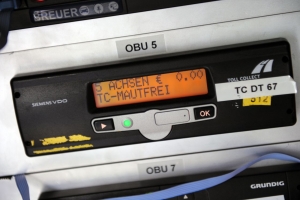 OBU 5
5 ACHSEN € 0,00
TC-MAUTFREI
SIEMENS VDO
TOLL COLLECT
TC DT 67
OK
OBU 7
GRUNDIG